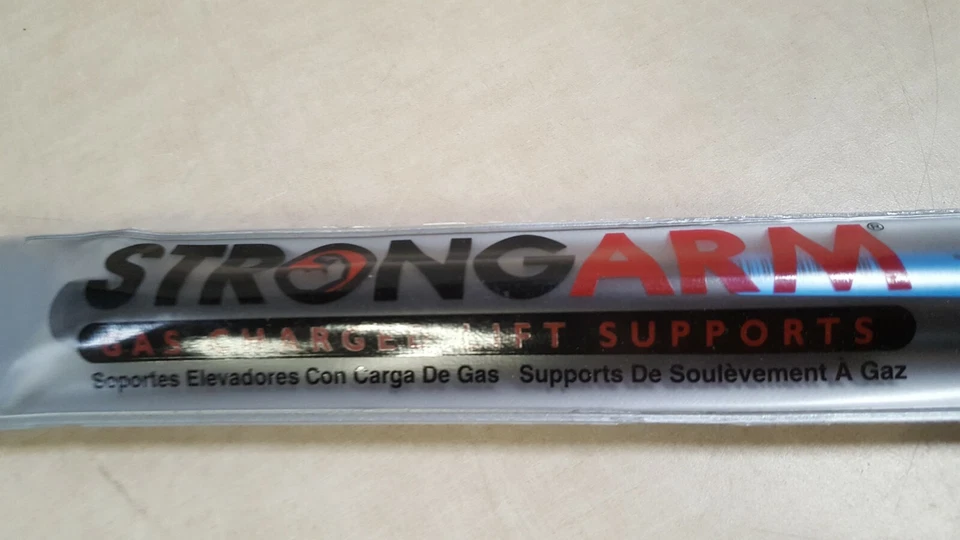 STRONGARM®
GAS CHARGED LIFT SUPPORTS
Soportes Elevadores Con Carga De Gas Supports De Soulèvement À Gaz